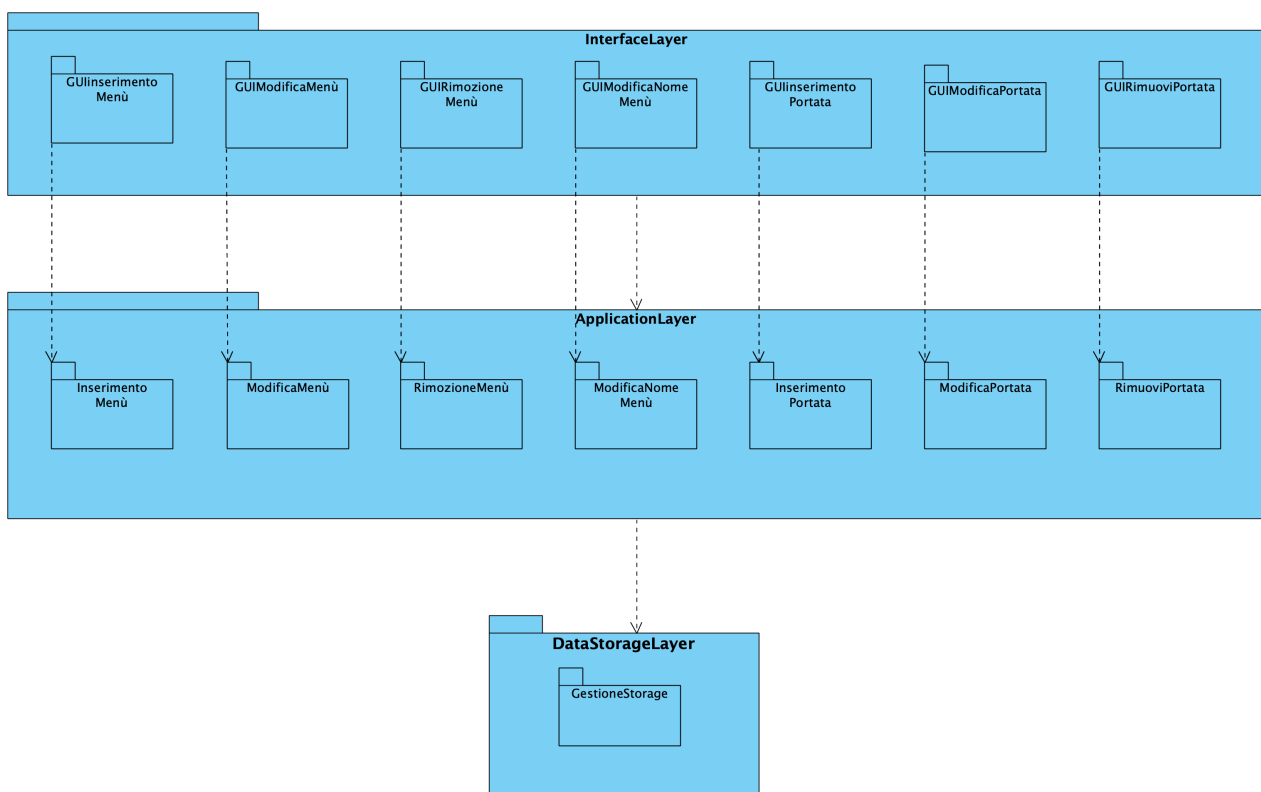 InterfaceLayer
GUIinserimento
Menù
GUIModificaMenù
GUIRimozione
Menù
GUIModificaNome
Menù
GUIinserimento
Portata
GUIModificaPortata
GUIRimuoviPortata
ApplicationLayer
Inserimento
Menù
ModificaMenù
RimozioneMenù
ModificaNome
Menù
Inserimento
Portata
ModificaPortata
RimuoviPortata
DataStorageLayer
GestioneStorage